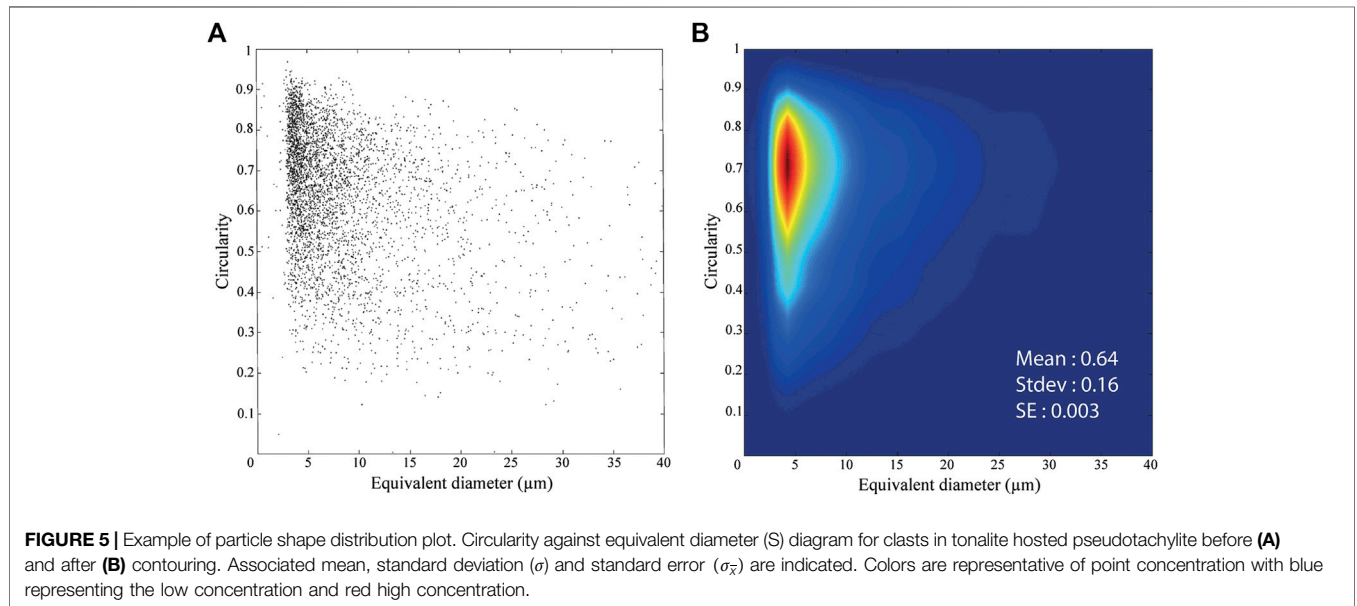 A
1
0.9
0.8
0.7
0.6
0.5
0.4
0.3
0.2
0.1
Circularity
0 5 10 15 20 25 30 35 40
Equivalent diameter (µm)
B
1
0.9
0.8
0.7
0.6
0.5
0.4
0.3
0.2
0.1
Circularity
Mean : 0.64
Stdev : 0.16
SE : 0.003
0 5 10 15 20 25 30 35 40
Equivalent diameter (µm)
FIGURE 5 | Example of particle shape distribution plot. Circularity against equivalent diameter (S) diagram for clasts in tonalite hosted pseudotachylite before (A)
and after (B) contouring. Associated mean, standard deviation (σ) and standard error (σx̅) are indicated. Colors are representative of point concentration with blue
representing the low concentration and red high concentration.